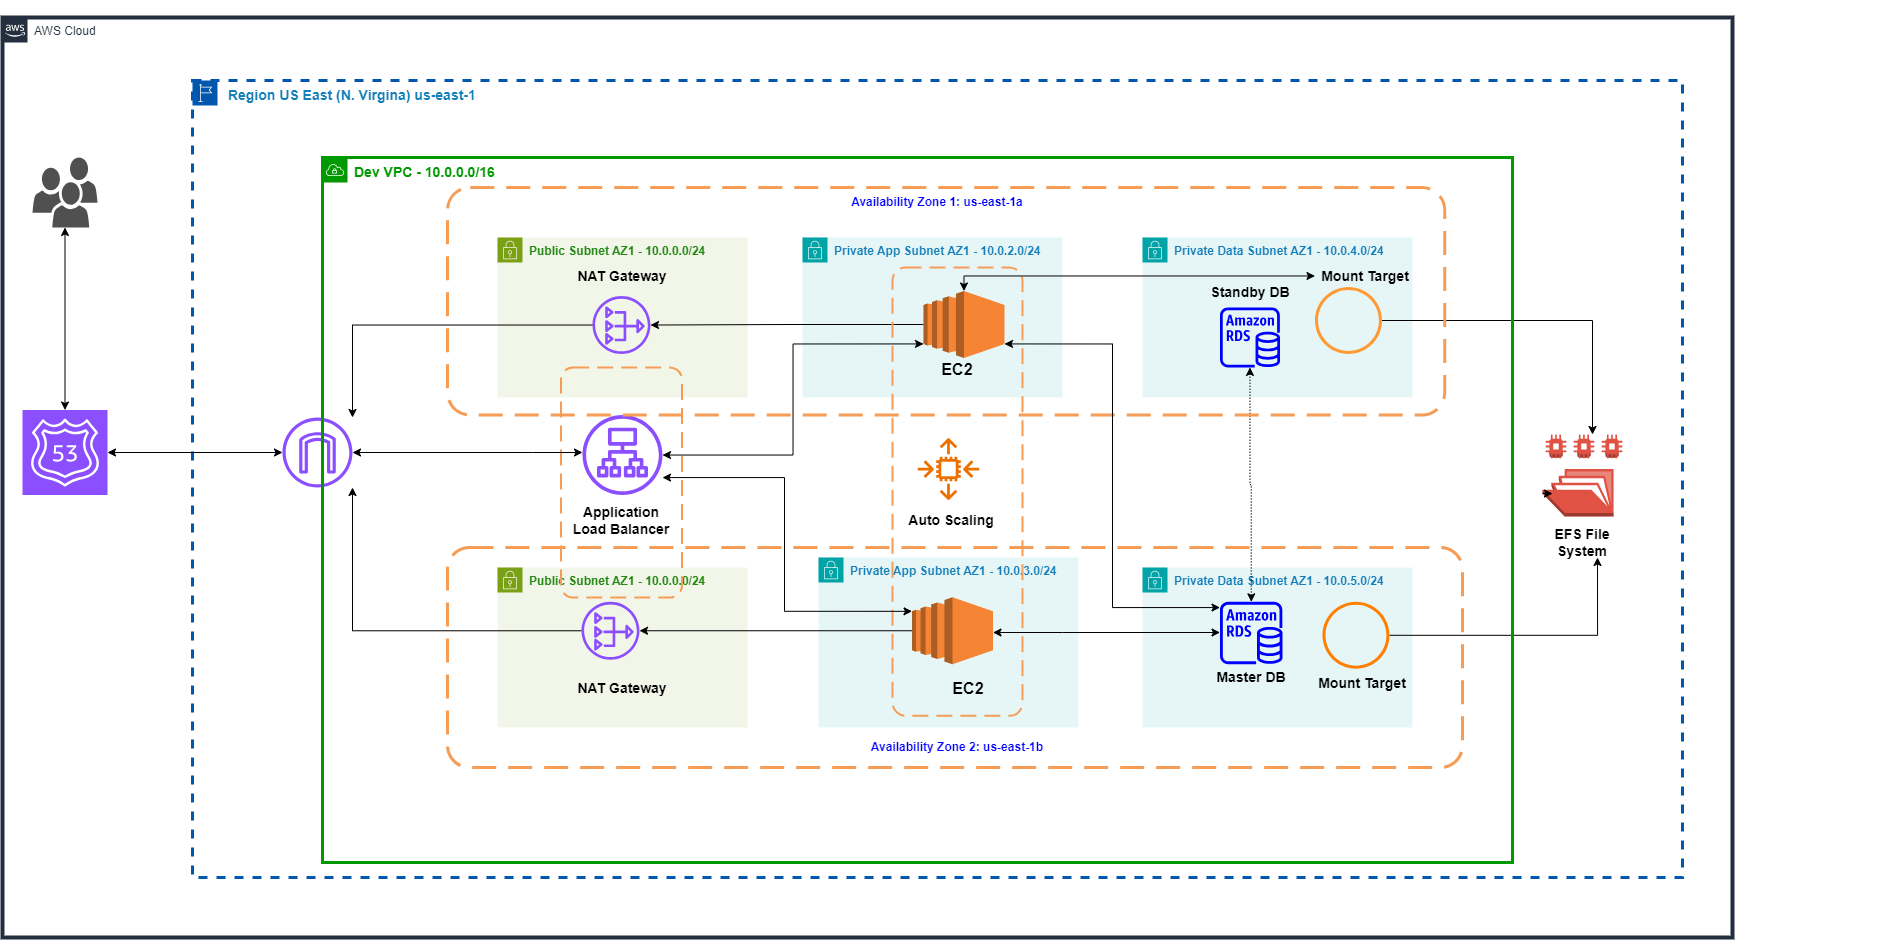 aws
AWS Cloud
Region US East (N. Virgina) us-east-1
Dev VPC - 10.0.0.0/16
Availability Zone 1: us-east-1a
Public Subnet AZ1 - 10.0.0.0/24
NAT Gateway
Private App Subnet AZ1 - 10.0.2.0/24
EC2
Private Data Subnet AZ1 - 10.0.4.0/24
Mount Target
Standby DB
Amazon
RDS
53
Application
Load Balancer
Auto Scaling
EFS File
System
Public Subnet AZ1 - 10.0.0.0/24
NAT Gateway
Private App Subnet AZ1 - 10.0.3.0/24
EC2
Private Data Subnet AZ1 - 10.0.5.0/24
Amazon
RDS
Master DB
Mount Target
Availability Zone 2: us-east-1b